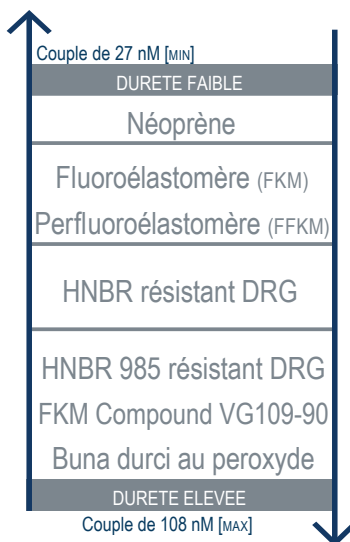 Couple de 27 nM [MIN]
DURETE FAIBLE
Néoprène
Fluoroélastomère (FKM)
Perfluoroélastomère (FFKM)
HNBR résistant DRG
HNBR 985 résistant DRG
FKM Compound VG109-90
Buna durci au peroxyde
DURETE ELEVEE
Couple de 108 nM [MAX]